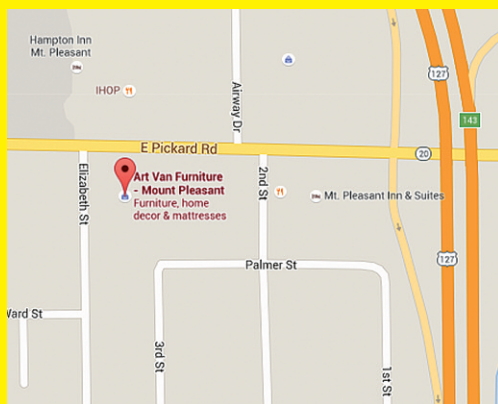 Hampton Inn
Mt. Pleasant
IHOP
Airway Dr
127
143
E Pickard Rd
20
Elizabeth St
Art Van Furniture
- Mount Pleasant
Furniture, home
decor & mattresses
2nd St
Mt. Pleasant Inn & Suites
127
Palmer St
Ward St
3rd St
1st St